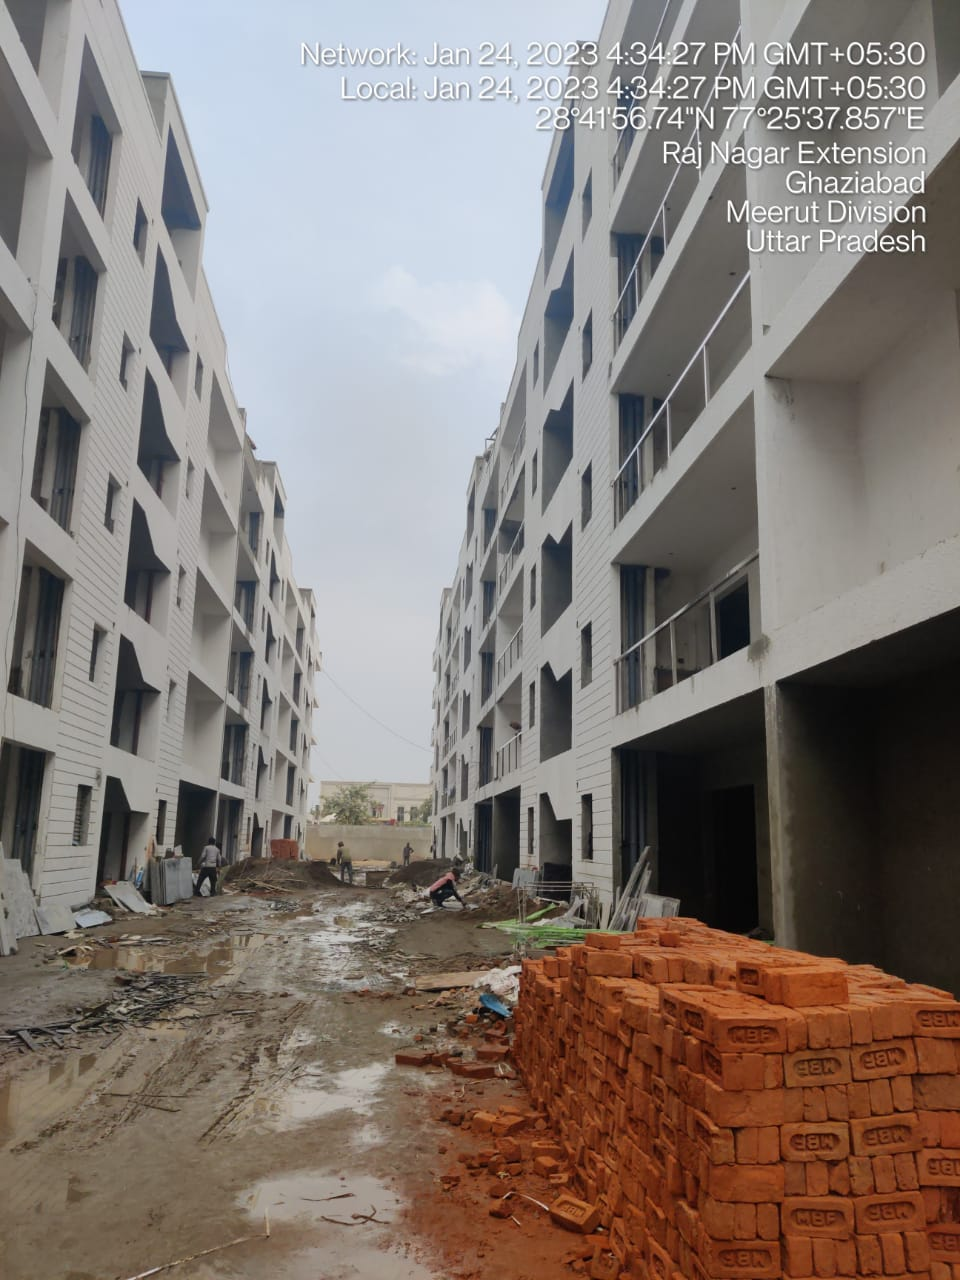 Network: Jan 24, 2023 4:34:27 PM GMT+05:30
Local: Jan 24, 2023 4:34:27 PM GMT+05:30
28°41'56.74"N 77°25'37.857"E
Raj Nagar Extension
Ghaziabad
Meerut Division
Uttar Pradesh
MBF